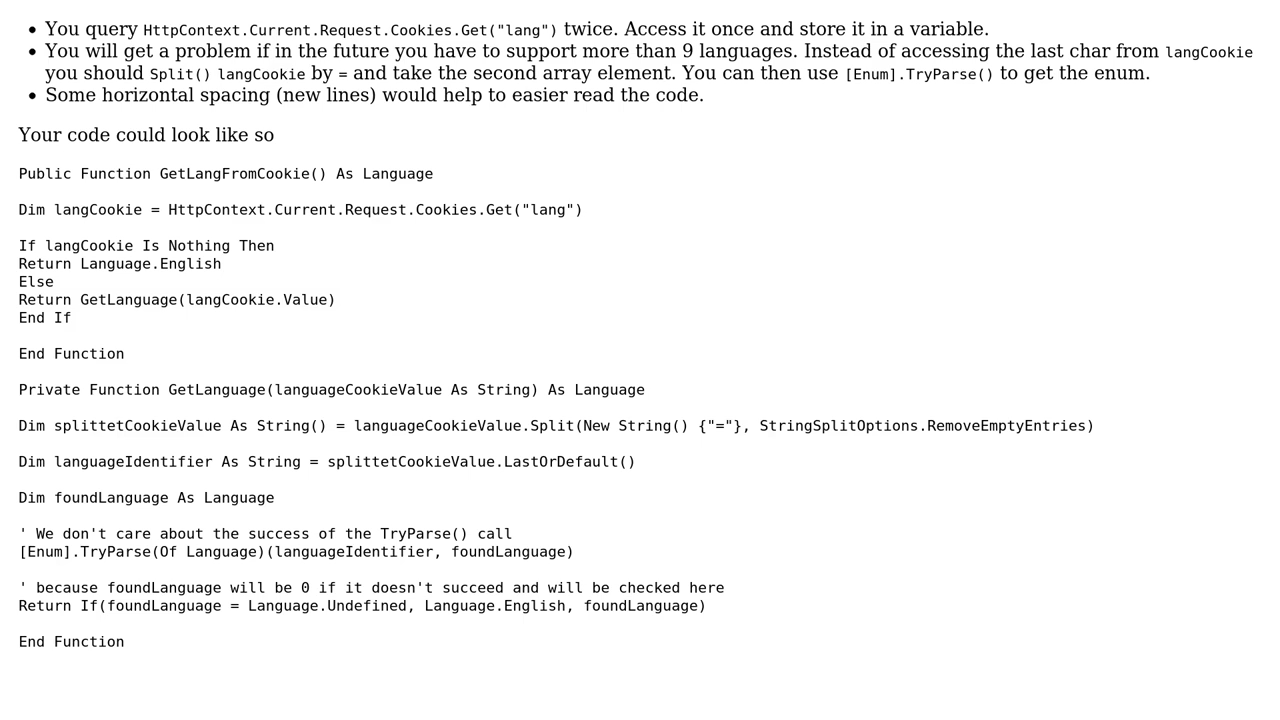 • You query HttpContext.Current.Request.Cookies.Get("lang") twice. Access it once and store it in a variable.
• You will get a problem if in the future you have to support more than 9 languages. Instead of accessing the last char from langCookie
you should Split() langCookie by = and take the second array element. You can then use [Enum].TryParse() to get the enum.
• Some horizontal spacing (new lines) would help to easier read the code.
Your code could look like so
Public Function GetLangFromCookie() As Language
Dim langCookie = HttpContext.Current.Request.Cookies.Get("lang")
If langCookie Is Nothing Then
Return Language.English
Else
Return GetLanguage(langCookie.Value)
End If
End Function
Private Function GetLanguage(languageCookieValue As String) As Language
Dim splittetCookieValue As String() = languageCookieValue.Split(New String() {"="}, StringSplitOptions.RemoveEmptyEntries)
Dim languageIdentifier As String = splittetCookieValue.LastOrDefault()
Dim foundLanguage As Language
' We don't care about the success of the TryParse() call
[Enum].TryParse(Of Language)(languageIdentifier, foundLanguage)
' because foundLanguage will be 0 if it doesn't succeed and will be checked here
Return If(foundLanguage = Language.Undefined, Language.English, foundLanguage)
End Function